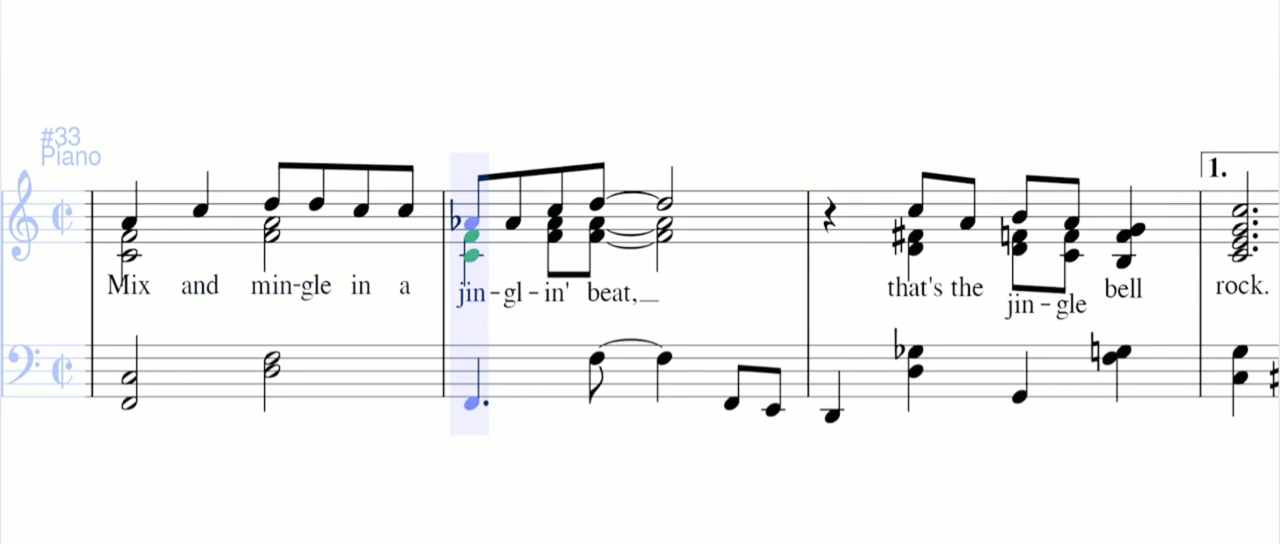 #33
Piano
1.
Mix and min-gle in a jin-gl-in' beat,_ that's the jin-gle bell rock.